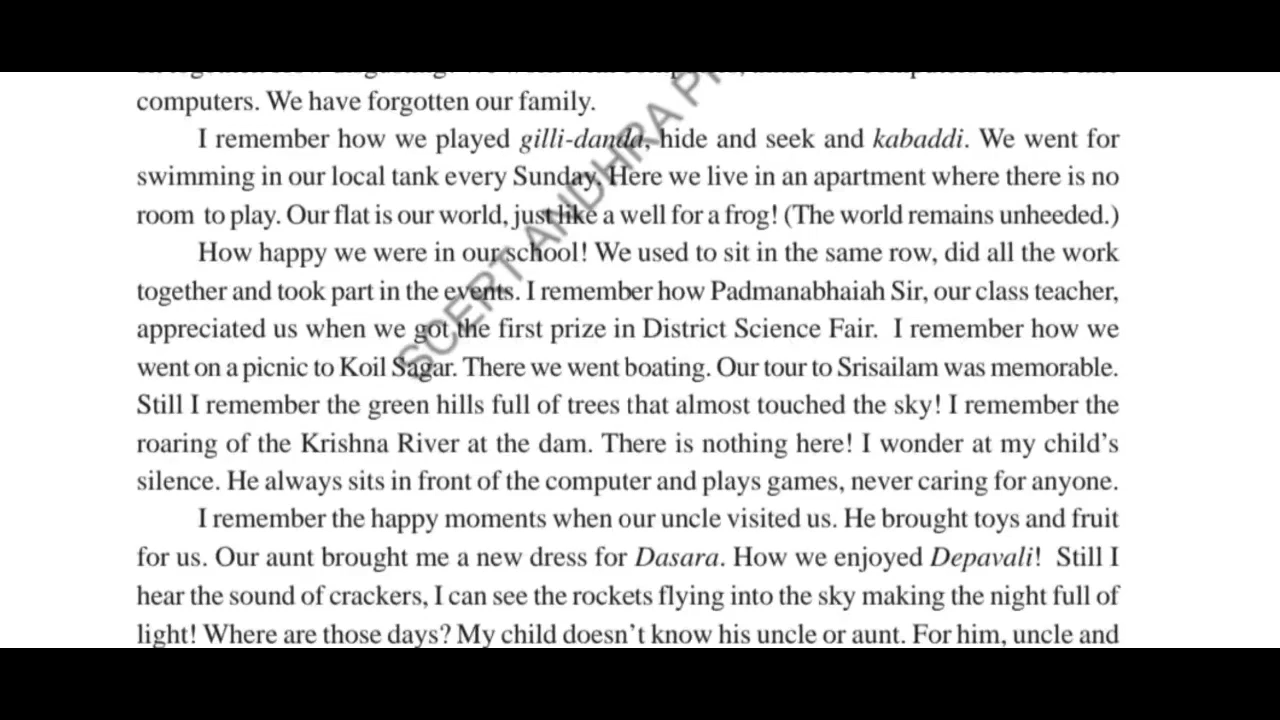 computers. We have forgotten our family.
I remember how we played gilli-danda, hide and seek and kabaddi. We went for
swimming in our local tank every Sunday. Here we live in an apartment where there is no
room to play. Our flat is our world, just like a well for a frog! (The world remains unheeded.)
How happy we were in our school! We used to sit in the same row, did all the work
together and took part in the events. I remember how Padmanabhaiah Sir, our class teacher,
appreciated us when we got the first prize in District Science Fair. I remember how we
went on a picnic to Koil Sagar. There we went boating. Our tour to Srisailam was memorable.
Still I remember the green hills full of trees that almost touched the sky! I remember the
roaring of the Krishna River at the dam. There is nothing here! I wonder at my child's
silence. He always sits in front of the computer and plays games, never caring for anyone.
I remember the happy moments when our uncle visited us. He brought toys and fruit
for us. Our aunt brought me a new dress for Dasara. How we enjoyed Depavali! Still I
hear the sound of crackers, I can see the rockets flying into the sky making the night full of
light! Where are those days? My child doesn't know his uncle or aunt. For him, uncle and
SCERT ANDHRA